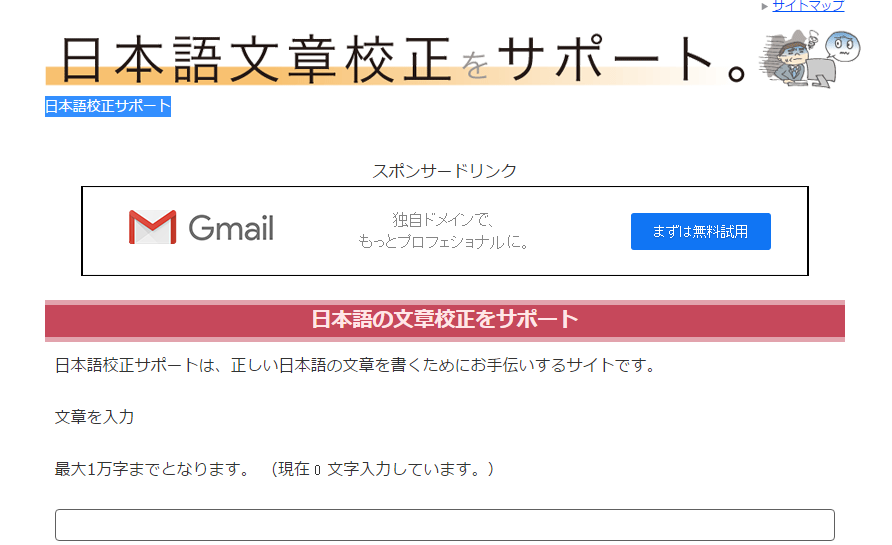 サイトマップ
日本語文章校正をサポート。
日本語校正サポート
スポンサードリンク
Gmail
独自ドメインで、
もっとプロフェショナルに。
まずは無料試用
日本語の文章校正をサポート
日本語校正サポートは、正しい日本語の文章を書くためにお手伝いするサイトです。
文章を入力
最大1万字までとなります。 （現在 0 文字入力しています。）